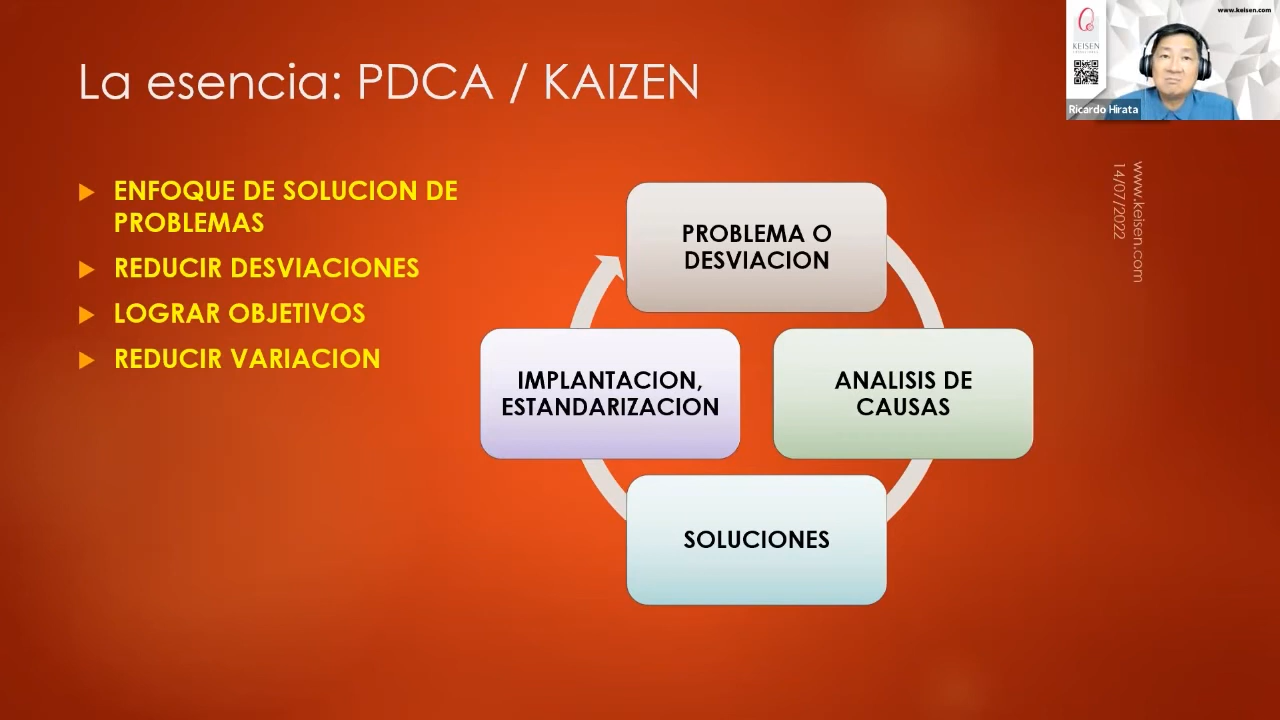 La esencia: PDCA / KAIZEN
ENFOQUE DE SOLUCION DE
PROBLEMAS
REDUCIR DESVIACIONES
LOGRAR OBJETIVOS
REDUCIR VARIACION
PROBLEMA O
DESVIACION
ANALISIS DE
CAUSAS
SOLUCIONES
IMPLANTACION,
ESTANDARIZACION
www.keisen.com
KEISEN
Ricardo Hirata
www.keisen.com
14/07/2022